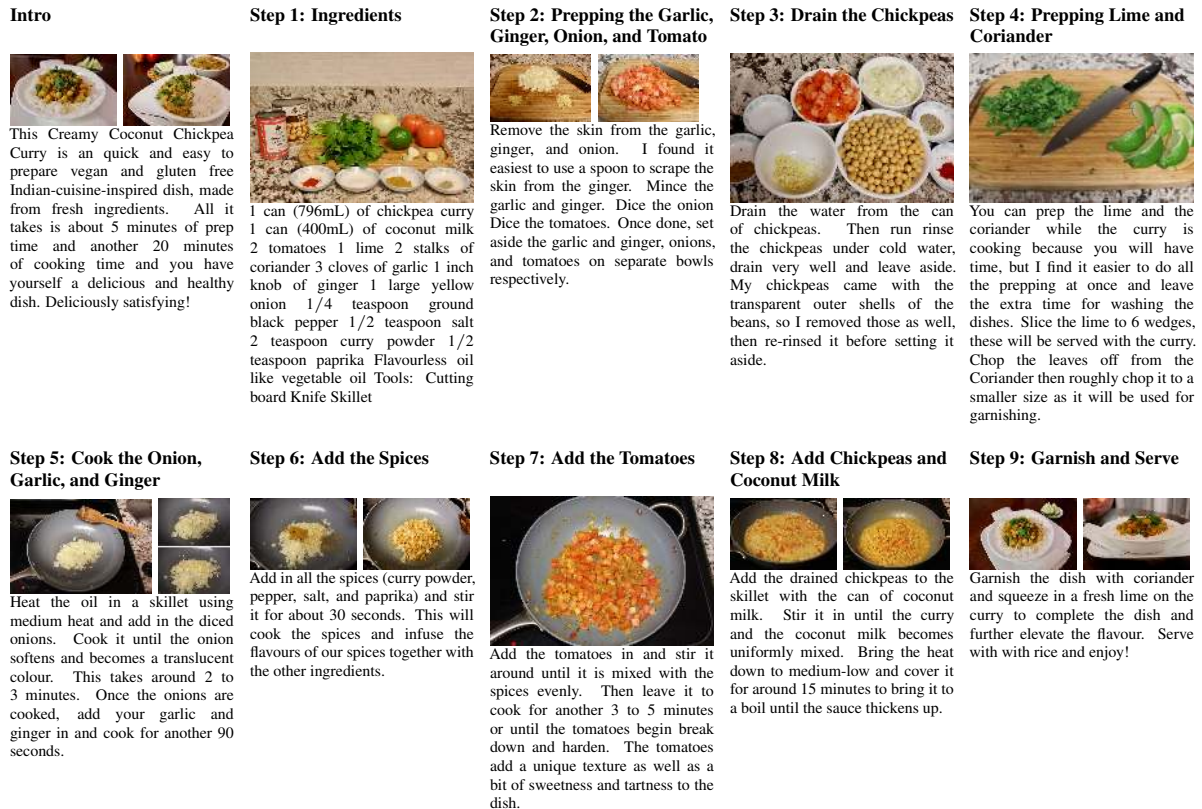 Intro
This Creamy Coconut Chickpea
Curry is an quick and easy to
prepare vegan and gluten free
Indian-cuisine-inspired dish, made
from fresh ingredients. All it
takes is about 5 minutes of prep
time and another 20 minutes
of cooking time and you have
yourself a delicious and healthy
dish. Deliciously satisfying!
Step 1: Ingredients
1 can (796mL) of chickpea curry
1 can (400mL) of coconut milk
2 tomatoes 1 lime 2 stalks of
coriander 3 cloves of garlic 1 inch
knob of ginger 1 large yellow
onion 1/4 teaspoon ground
black pepper 1/2 teaspoon salt
2 teaspoon curry powder 1/2
teaspoon paprika Flavourless oil
like vegetable oil Tools: Cutting
board Knife Skillet
Step 2: Prepping the Garlic,
Ginger, Onion, and Tomato
Remove the skin from the garlic,
ginger, and onion. I found it
easiest to use a spoon to scrape the
skin from the ginger. Mince the
garlic and ginger. Dice the onion
Dice the tomatoes. Once done, set
aside the garlic and ginger, onions,
and tomatoes on separate bowls
respectively.
Step 3: Drain the Chickpeas
Drain the water from the can
of chickpeas. Then run rinse
the chickpeas under cold water,
drain very well and leave aside.
My chickpeas came with the
transparent outer shells of the
beans, so I removed those as well,
then re-rinsed it before setting it
aside.
Step 4: Prepping Lime and
Coriander
You can prep the lime and the
coriander while the curry is
cooking because you will have
time, but I find it easier to do all
the prepping at once and leave
the extra time for washing the
dishes. Slice the lime to 6 wedges,
these will be served with the curry.
Chop the leaves off from the
Coriander then roughly chop it to a
smaller size as it will be used for
garnishing.
Step 5: Cook the Onion,
Garlic, and Ginger
Heat the oil in a skillet using
medium heat and add in the diced
onions. Cook it until the onion
softens and becomes a translucent
colour. This takes around 2 to
3 minutes. Once the onions are
cooked, add your garlic and
ginger in and cook for another 90
seconds.
Step 6: Add the Spices
Add in all the spices (curry powder,
pepper, salt, and paprika) and stir
it for about 30 seconds. This will
cook the spices and infuse the
flavours of our spices together with
the other ingredients.
Step 7: Add the Tomatoes
Add the tomatoes in and stir it
around until it is mixed with the
spices evenly. Then leave it to
cook for another 3 to 5 minutes
or until the tomatoes begin break
down and harden. The tomatoes
add a unique texture as well as a
bit of sweetness and tartness to the
dish.
Step 8: Add Chickpeas and
Coconut Milk
Add the drained chickpeas to the
skillet with the can of coconut
milk. Stir it in until the curry
and the coconut milk becomes
uniformly mixed. Bring the heat
down to medium-low and cover it
for around 15 minutes to bring it to
a boil until the sauce thickens up.
Step 9: Garnish and Serve
Garnish the dish with coriander
and squeeze in a fresh lime on the
curry to complete the dish and
further elevate the flavour. Serve
with with rice and enjoy!